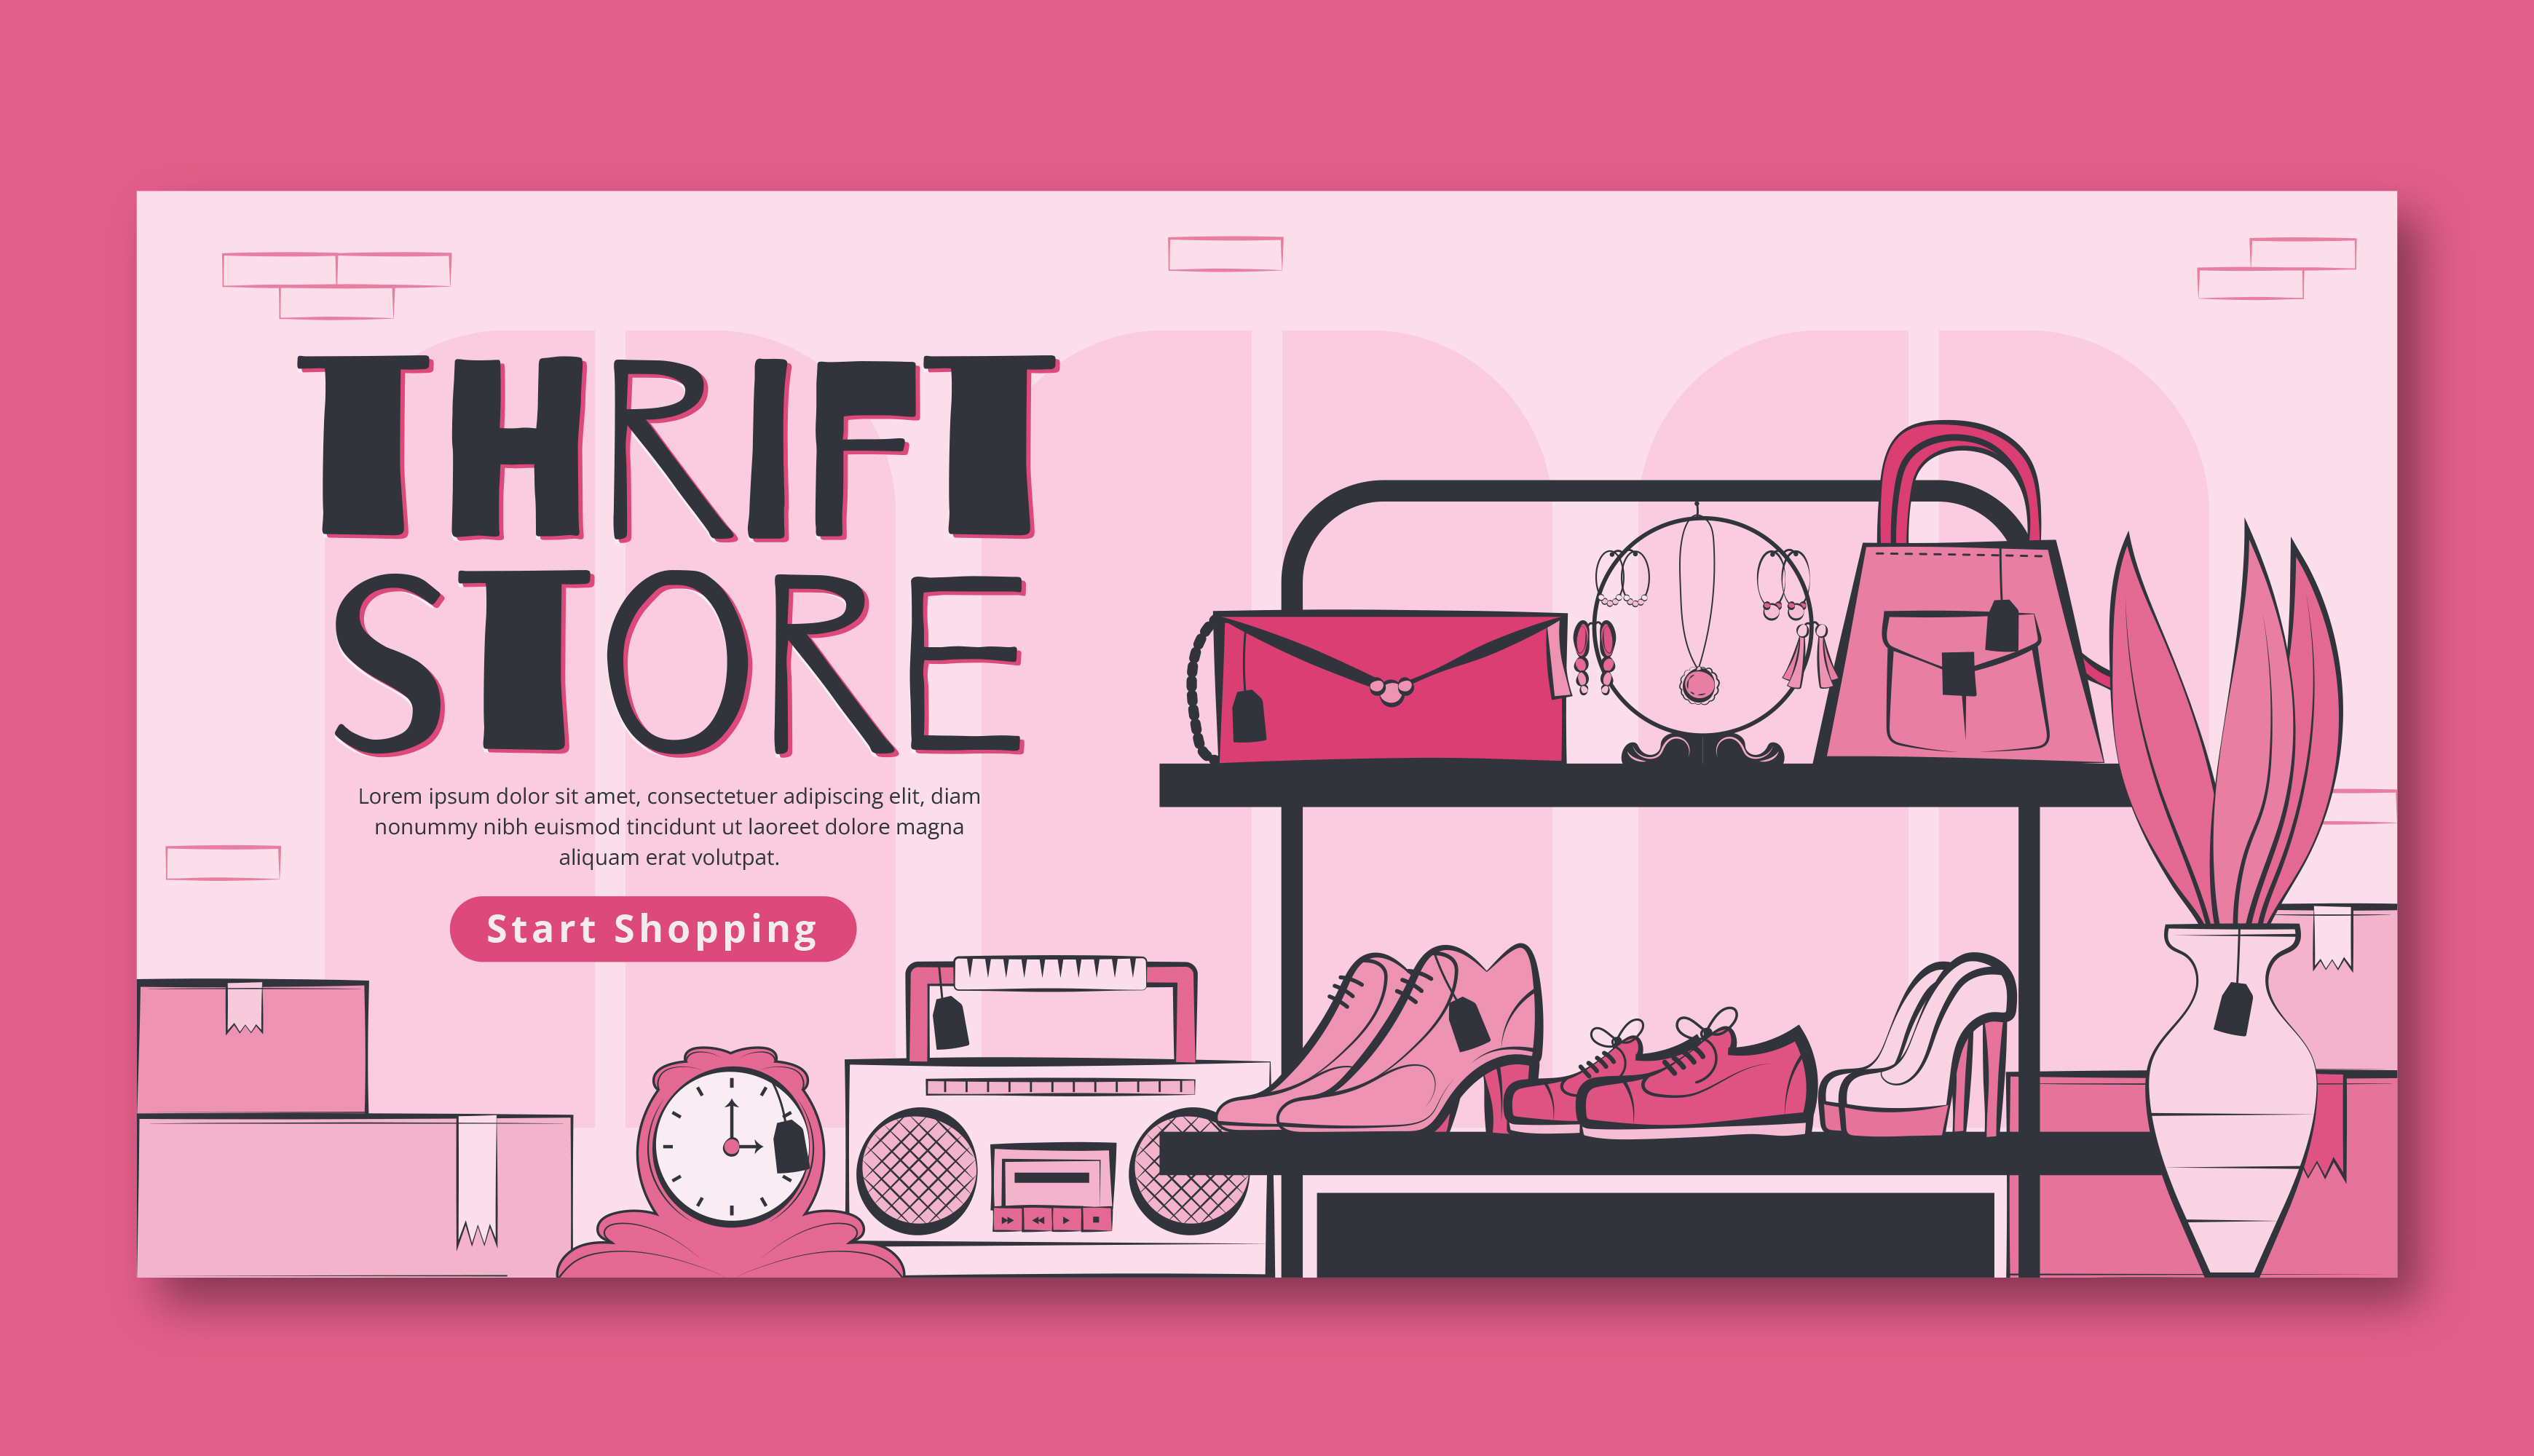 THRIFT
STORE
Lorem ipsum dolor sit amet, consectetuer adipiscing elit, diam
nonummy nibh euismod tincidunt ut laoreet dolore magna
aliquam erat volutpat.
Start Shopping